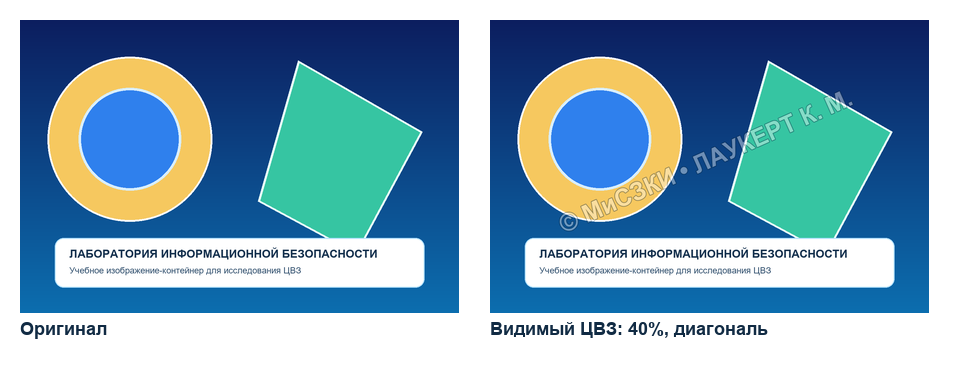 ЛАБОРАТОРИЯ ИНФОРМАЦИОННОЙ БЕЗОПАСНОСТИ
Учебное изображение-контейнер для исследования ЦВЗ
Оригинал
© МиСЗКИ • ЛАУКЕРТ К. М.
ЛАБОРАТОРИЯ ИНФОРМАЦИОННОЙ БЕЗОПАСНОСТИ
Учебное изображение-контейнер для исследования ЦВЗ
Видимый ЦВЗ: 40%, диагональ